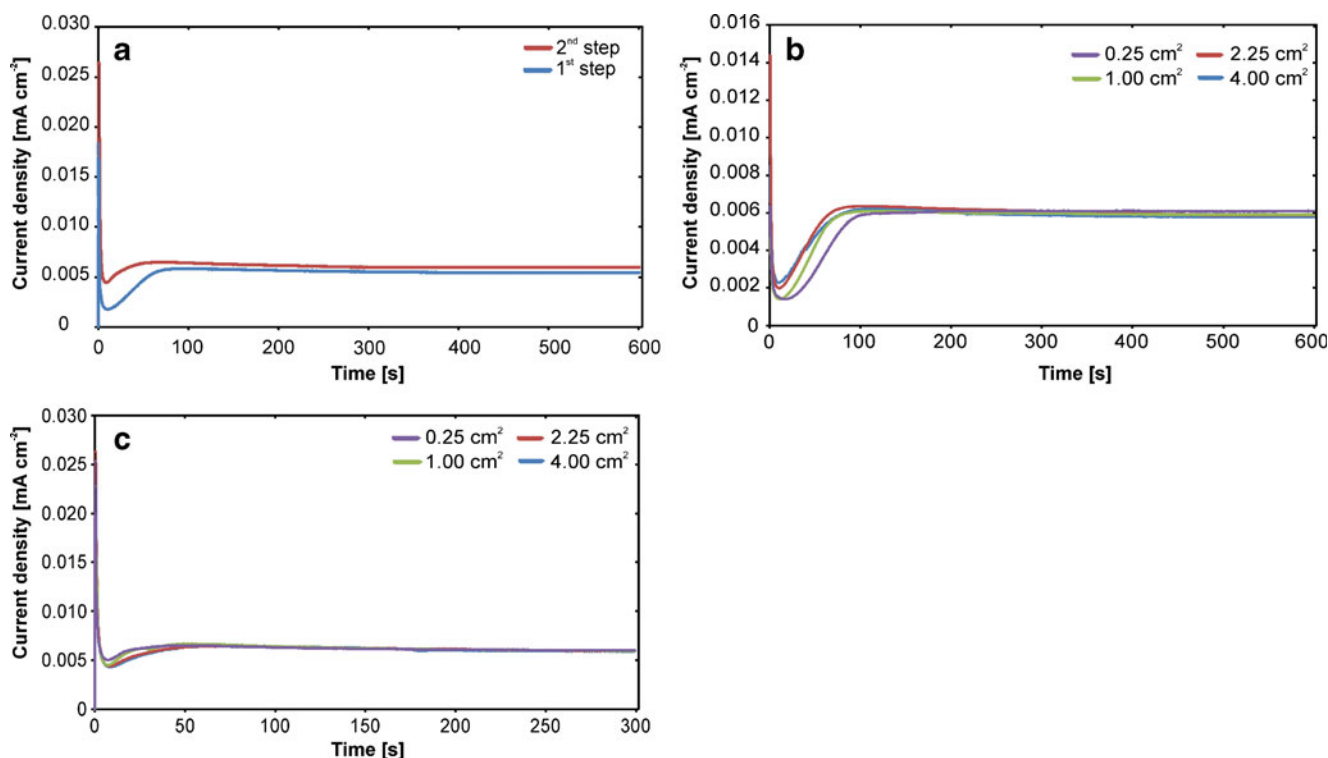 a
2nd step
1st step
Current density [mA cm-2]
0.030
0.025
0.020
0.015
0.010
0.005
0
0 100 200 300 400 500 600
Time [s]
b
0.25 cm2 2.25 cm2
1.00 cm2 4.00 cm2
Current density [mA cm-2]
0.016
0.014
0.012
0.010
0.008
0.006
0.004
0.002
0
0 100 200 300 400 500 600
Time [s]
c
0.25 cm2 2.25 cm2
1.00 cm2 4.00 cm2
Current density [mA cm-2]
0.030
0.025
0.020
0.015
0.010
0.005
0
0 50 100 150 200 250 300
Time [s]